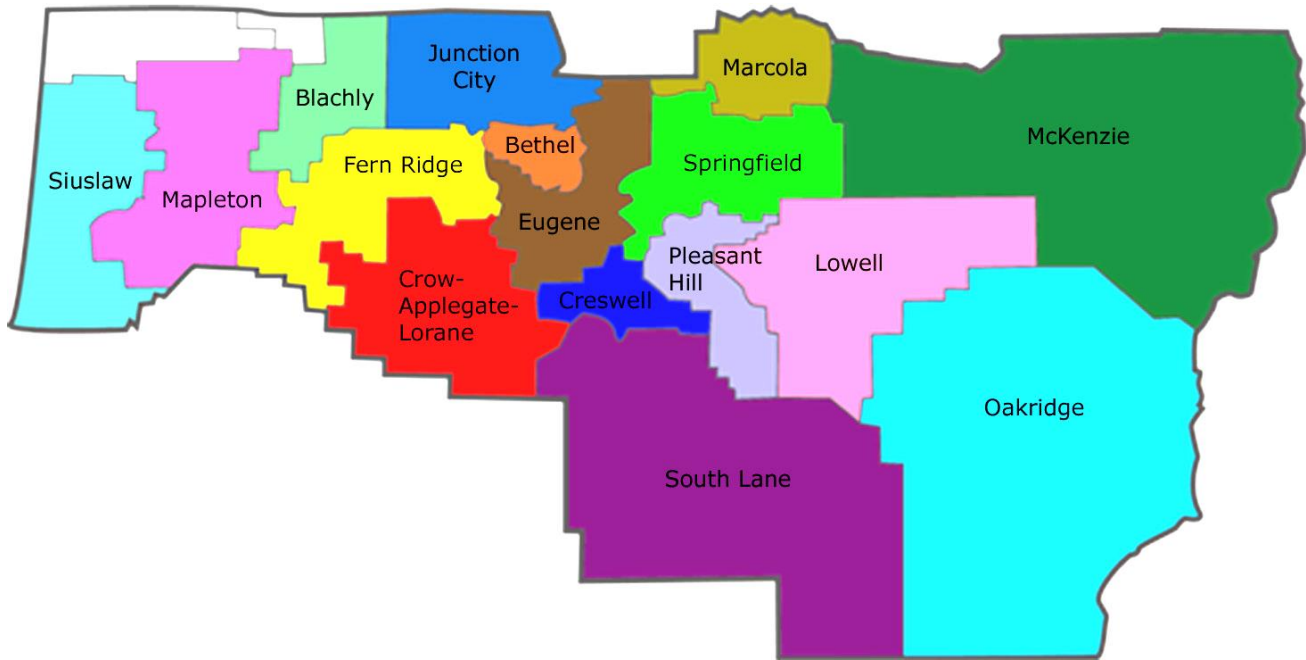 Junction
City
Marcola
Blachly
McKenzie
Bethel
Fern Ridge
Springfield
Siuslaw
Mapleton
Eugene
Pleasant
Hill
Lowell
Crow-
Applegate-
Lorane
Creswell
Oakridge
South Lane